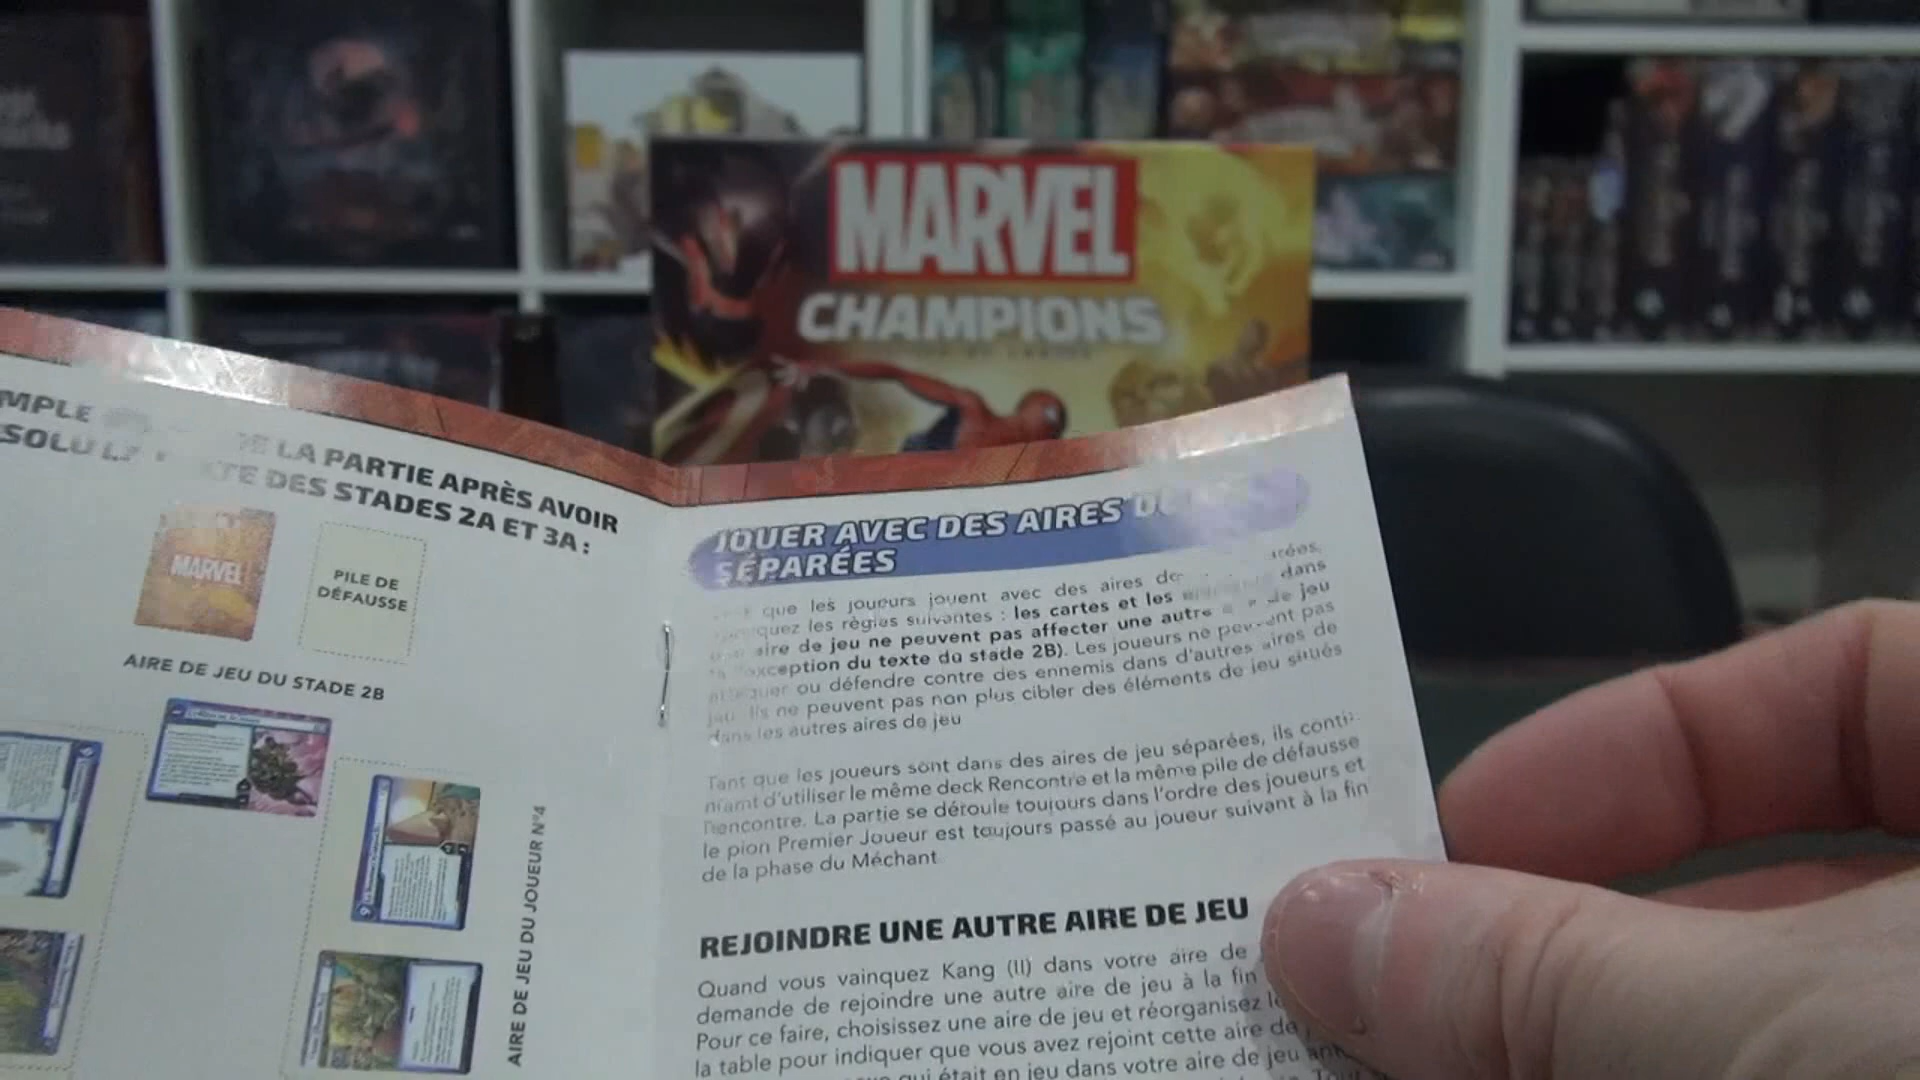 MARVEL
CHAMPIONS
LA PARTIE APRÈS AVOIR
DES STADES 2A ET 3A :
MARVEL
PILE DE
DÉFAUSSE
AIRE DE JEU DU STADE 2B
AIRE DE JEU DU JOUEUR N°4
JOUER AVEC DES AIRES
SÉPARÉES
que les joueurs jouent avec des aires
les règles suivantes : les cartes et les dans
aire de jeu ne peuvent pas affecter une autre de jeu
exception du texte du stade 2B). Les joueurs ne peuvent pas
ou défendre contre des ennemis dans d'autres aires de
jeu. Ils ne peuvent pas non plus cibler des éléments de jeu situés
dans les autres aires de jeu
Tant que les joueurs sont dans des aires de jeu séparées, ils conti-
nuent d'utiliser le même deck Rencontre et la même pile de défausse
Rencontre. La partie se déroule toujours dans l'ordre des joueurs et
le pion Premier Joueur est toujours passé au joueur suivant à la fin
de la phase du Méchant
REJOINDRE UNE AUTRE AIRE DE JEU
Quand vous vainquez Kang (II) dans votre aire de
demande de rejoindre une autre aire de jeu à la fin
Pour ce faire, choisissez une aire de jeu et réorganisez
la table pour indiquer que vous avez rejoint cette aire de
qui était en jeu dans votre aire de jeu